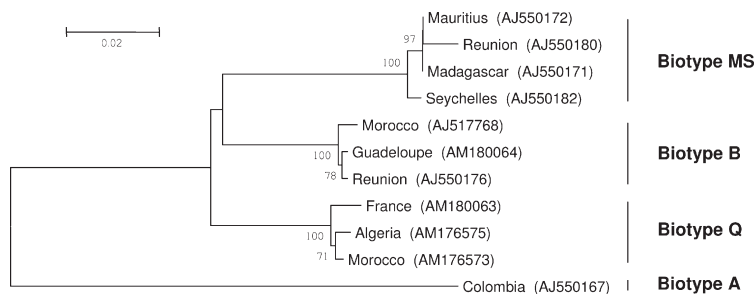 Mauritius (AJ550172)
97
Reunion (AJ550180)
0.02
100
Madagascar (AJ550171)
Biotype MS
Seychelles (AJ550182)
Morocco (AJ517768)
100
Guadeloupe (AM180064)
Biotype B
78
Reunion (AJ550176)
France (AM180063)
100
Algeria (AM176575)
Biotype Q
71
Morocco (AM176573)
Colombia (AJ550167)
Biotype A